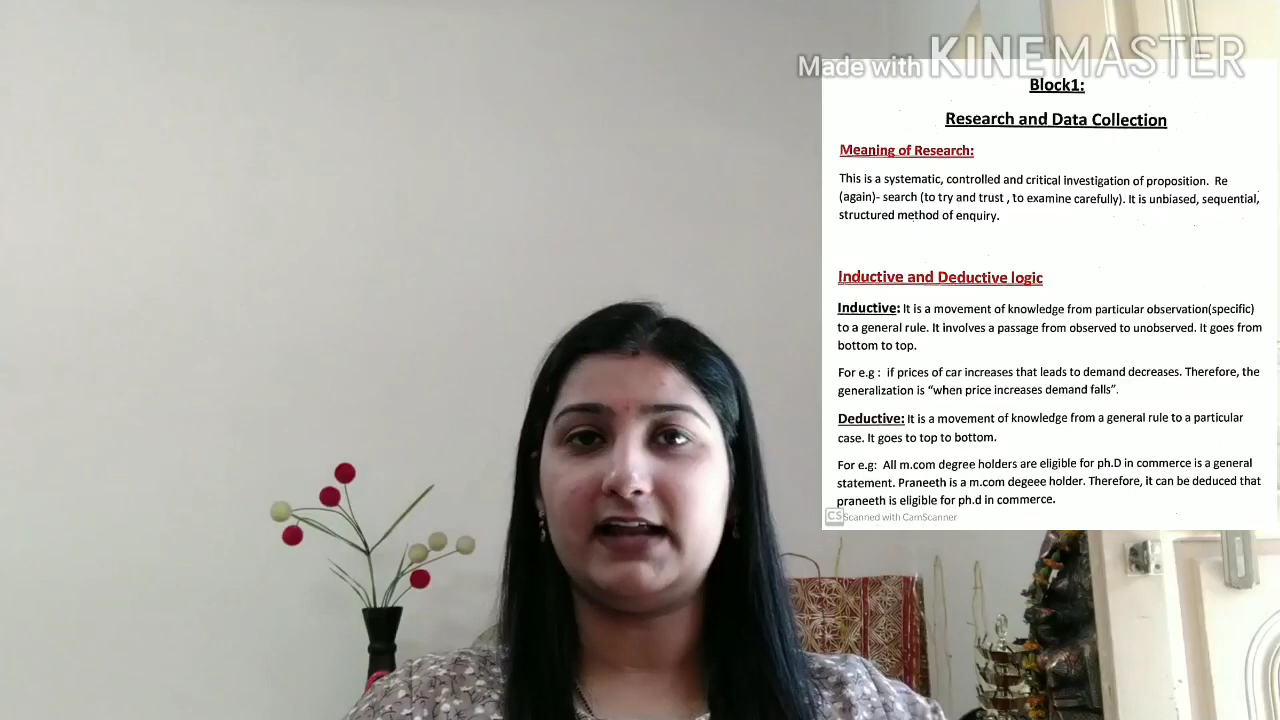 Made with KINEMASTER
Block1:
Research and Data Collection
Meaning of Research:
This is a systematic, controlled and critical investigation of proposition. Re
(again)- search (to try and trust , to examine carefully). It is unbiased, sequential,
structured method of enquiry.
Inductive and Deductive logic
Inductive: It is a movement of knowledge from particular observation(specific)
to a general rule. It involves a passage from observed to unobserved. It goes from
bottom to top.
For e.g : if prices of car increases that leads to demand decreases. Therefore, the
generalization is “when price increases demand falls”.
Deductive: It is a movement of knowledge from a general rule to a particular
case. It goes to top to bottom.
For e.g: All m.com degree holders are eligible for ph.D in commerce is a general
statement. Praneeth is a m.com degeee holder. Therefore, it can be deduced that
praneeth is eligible for ph.d in commerce.
CS Scanned with CamScanner